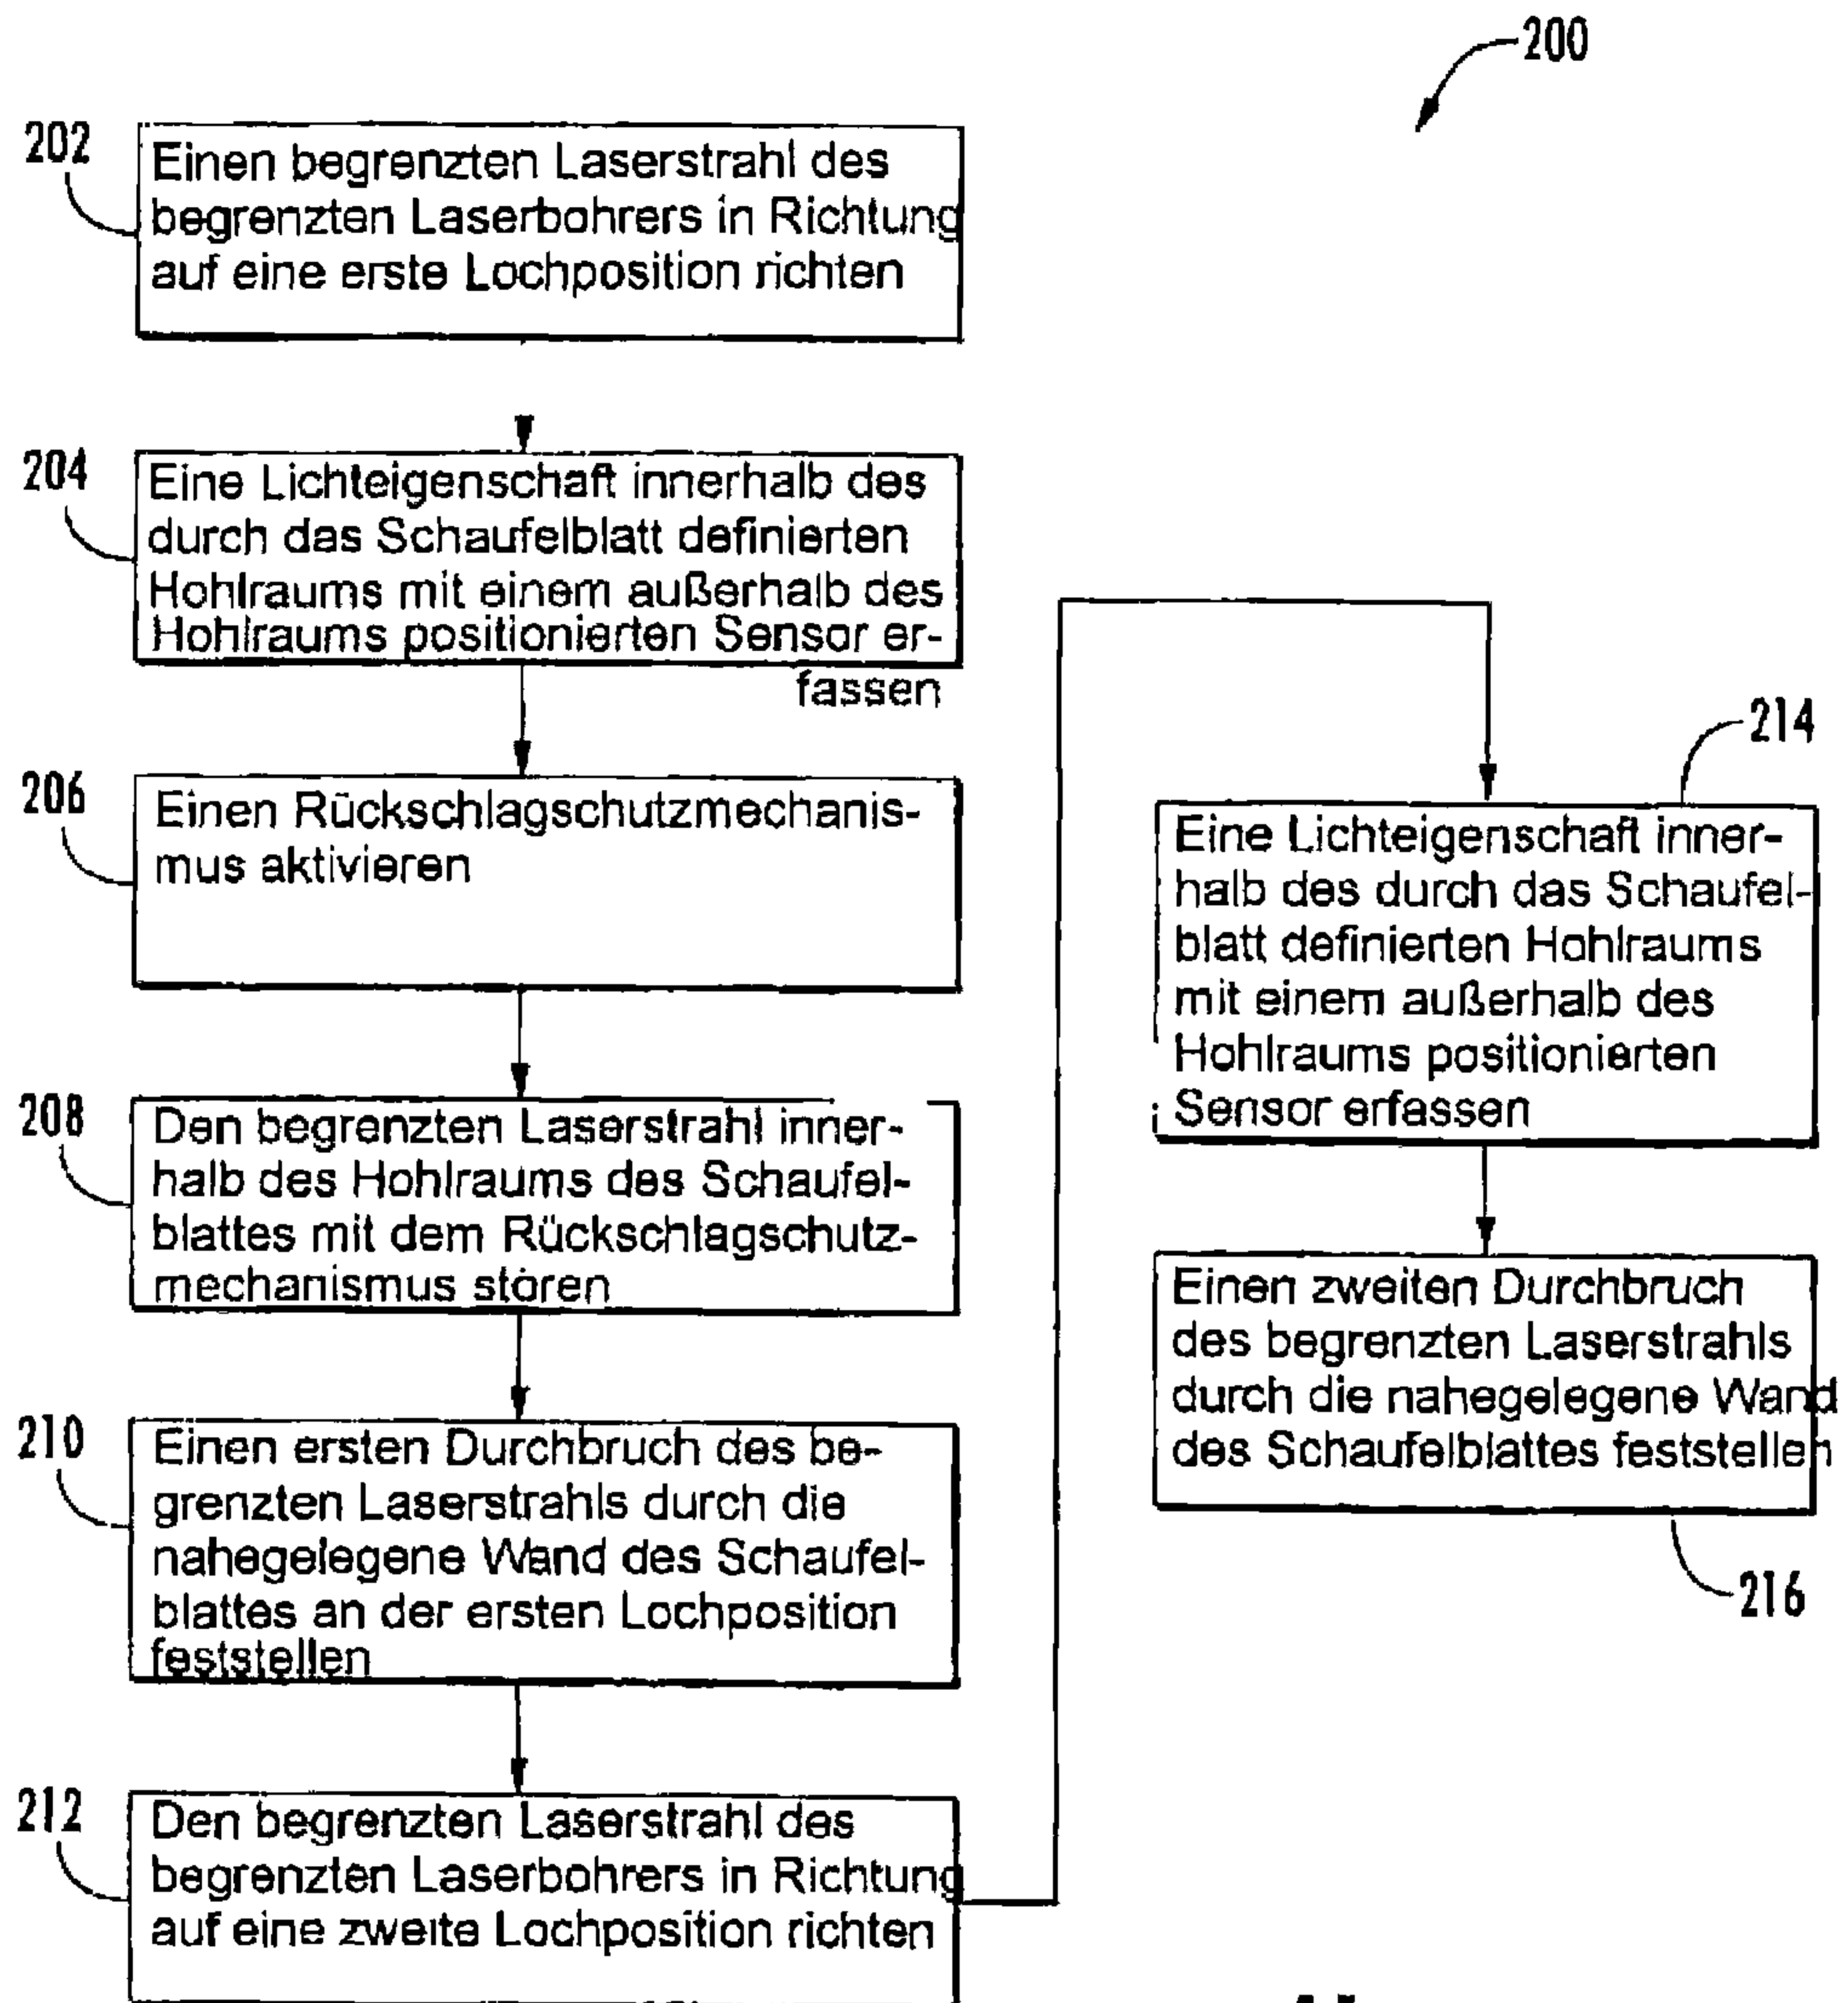 200
202
Einen begrenzten Laserstrahl des
begrenzten Laserbohrers in Richtung
auf eine erste Lochposition richten
204
Eine Lichteigenschaft innerhalb des
durch das Schaufelblatt definierten
Hohlraums mit einem außerhalb des
Hohlraums positionierten Sensor er-
fassen
206
Einen Rückschlagschutzmechanis-
mus aktivieren
208
Den begrenzten Laserstrahl inner-
halb des Hohlraums des Schaufel-
blattes mit dem Rückschlagschutz-
mechanismus stören
210
Einen ersten Durchbruch des be-
grenzten Laserstrahls durch die
nahegelegene Wand des Schaufel-
blattes an der ersten Lochposition
feststellen
212
Den begrenzten Laserstrahl des
begrenzten Laserbohrers in Richtung
auf eine zweite Lochposition richten
214
Eine Lichteigenschaft inner-
halb des durch das Schaufel-
blatt definierten Hohlraums
mit einem außerhalb des
Hohlraums positionierten
Sensor erfassen
Einen zweiten Durchbruch
des begrenzten Laserstrahls
durch die nahegelegene Wand
des Schaufelblattes feststellen
216